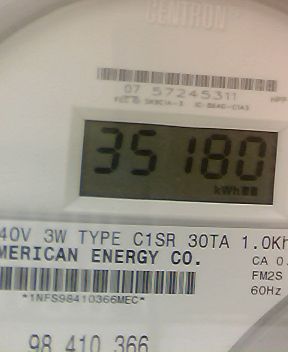 CENTRON
07 57245311
35180
kWh
40V 3W TYPE C1SR 30TA 1.0Kh
MERICAN ENERGY CO.
CA 0.
FM2S
60Hz
*1NFS98410366MEC*
98 410 366